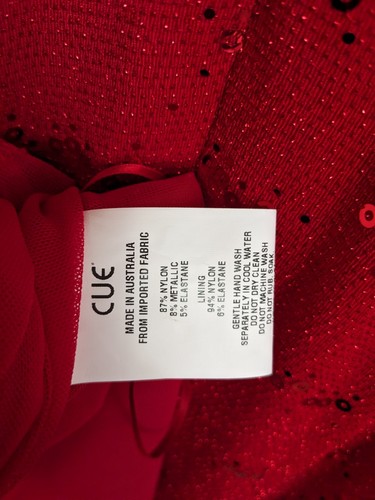 CUE
MADE IN AUSTRALIA
FROM IMPORTED FABRIC
87% NYLON
8% METALLIC
5% ELASTANE
LINING
94% NYLON
6% ELASTANE
GENTLE HAND WASH
SEPARATELY IN COOL WATER
DO NOT DRY CLEAN
DO NOT MACHINE WASH
DO NOT RUB, SOAK